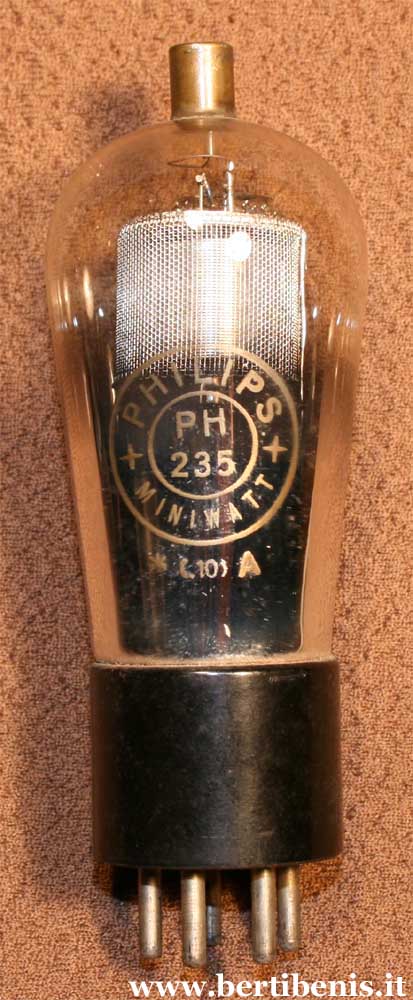 PHILIPS
PH
235
MINIWATT
(10) A
www.bertibenis.it